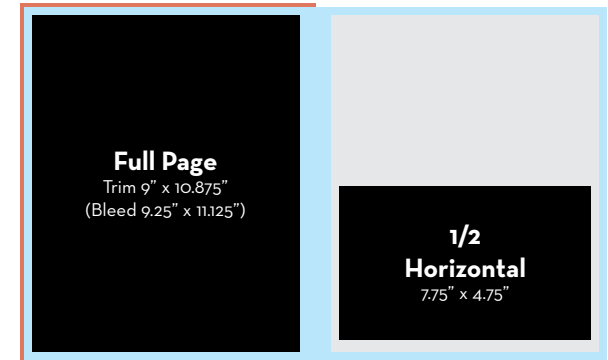 Full Page
Trim 9” x 10.875”
(Bleed 9.25” x 11.125”)
1/2
Horizontal
7.75” x 4.75”